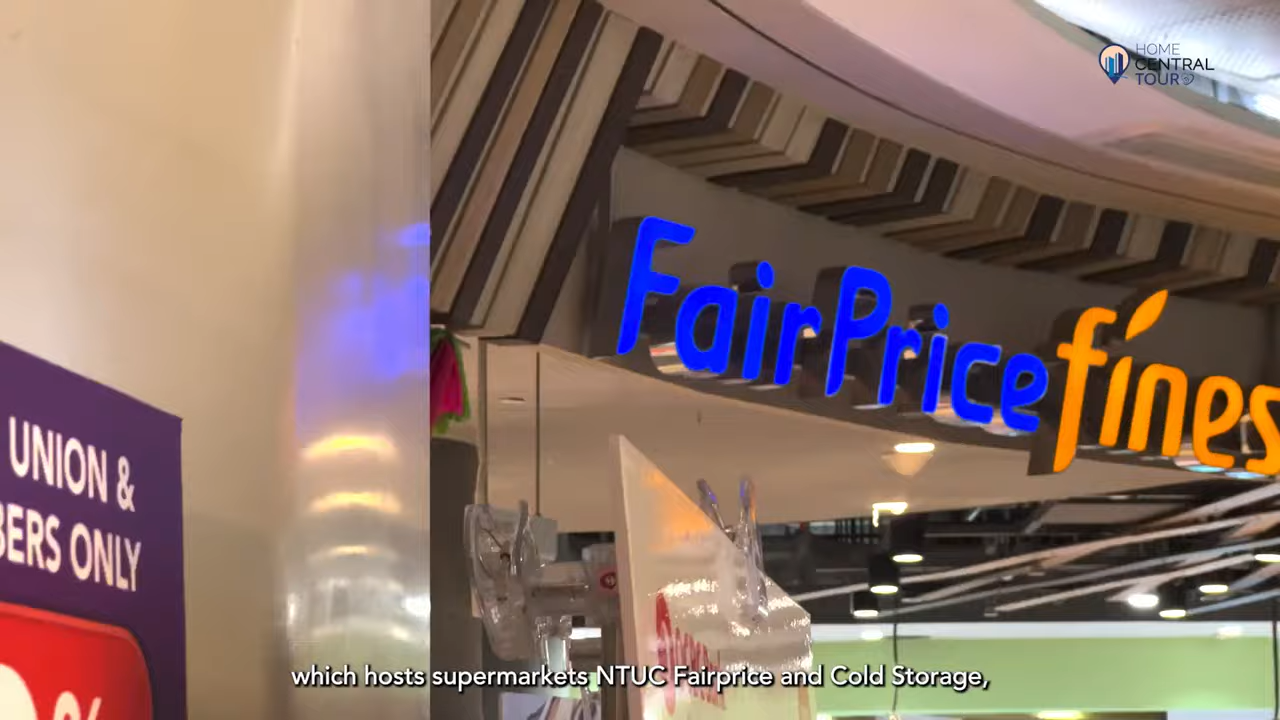 HOME
CENTRAL
TOUR
FairPrice fines
UNION &
BERS ONLY
%
which hosts supermarkets NTUC Fairprice and Cold Storage,